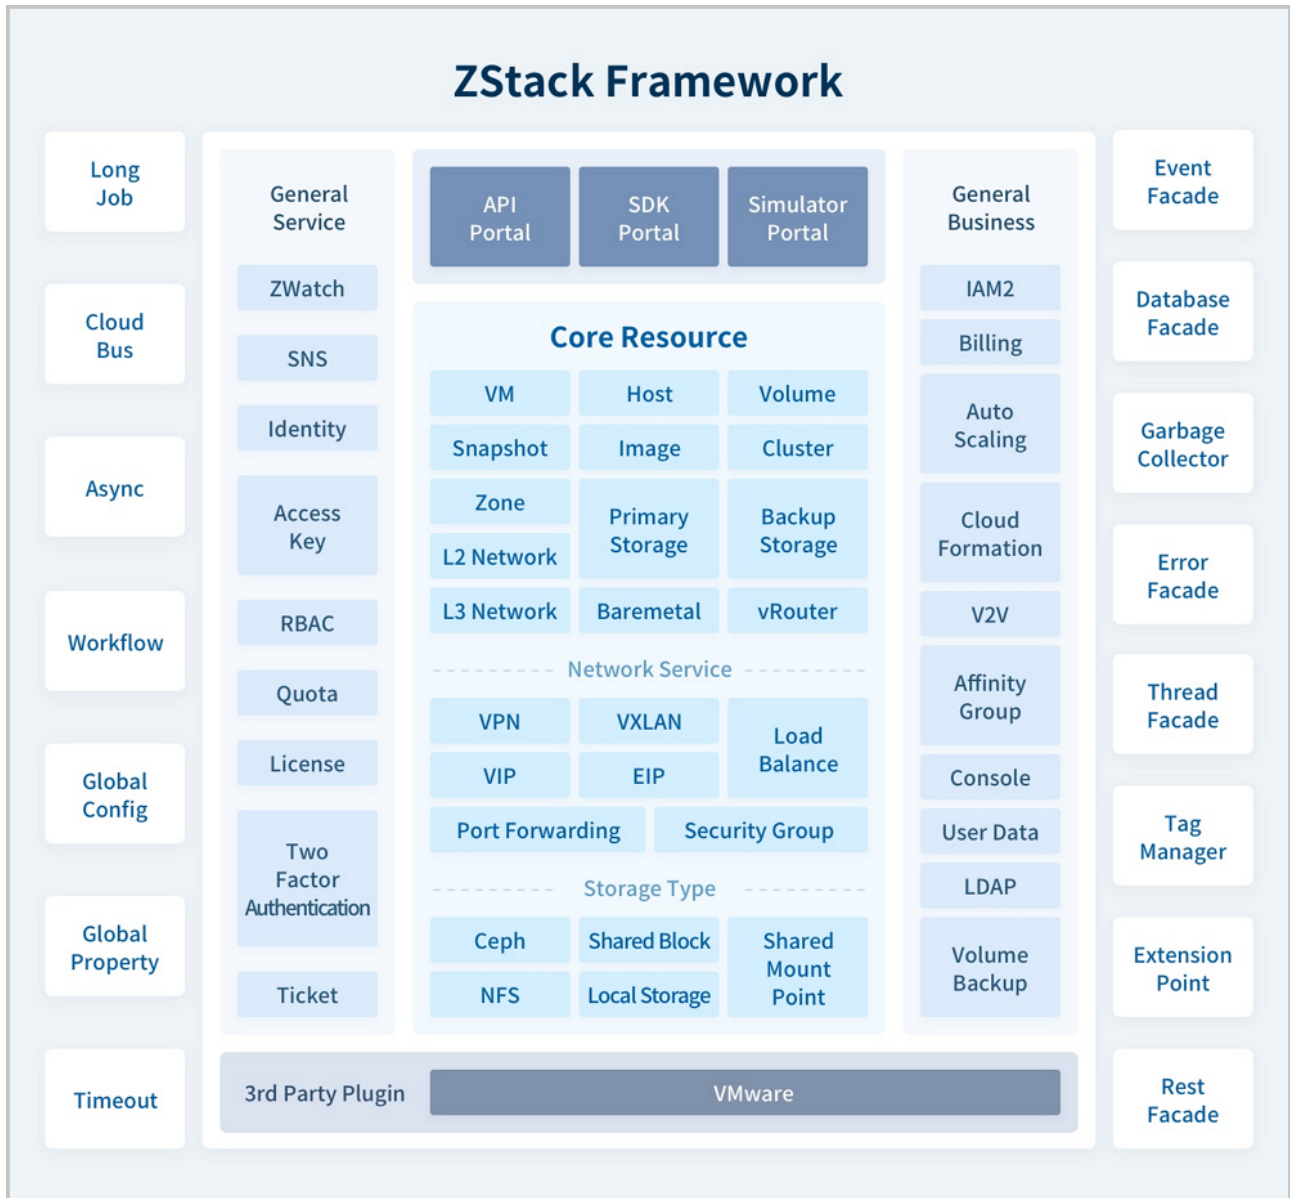 ZStack Framework
Long
Job
Cloud
Bus
Async
Workflow
Global
Config
Global
Property
Timeout
General
Service
ZWatch
SNS
Identity
Access
Key
RBAC
Quota
License
Two
Factor
Authentication
Ticket
API
Portal
SDK
Portal
Simulator
Portal
Core Resource
VM
Host
Volume
Snapshot
Image
Cluster
Zone
Primary
Storage
Backup
Storage
L2 Network
L3 Network
Baremetal
vRouter
Network Service
VPN
VXLAN
Load
Balance
VIP
EIP
Port Forwarding
Security Group
Storage Type
Ceph
Shared Block
Shared
Mount
Point
NFS
Local Storage
General
Business
IAM2
Billing
Auto
Scaling
Cloud
Formation
V2V
Affinity
Group
Console
User Data
LDAP
Volume
Backup
3rd Party Plugin
VMware
Event
Facade
Database
Facade
Garbage
Collector
Error
Facade
Thread
Facade
Tag
Manager
Extension
Point
Rest
Facade